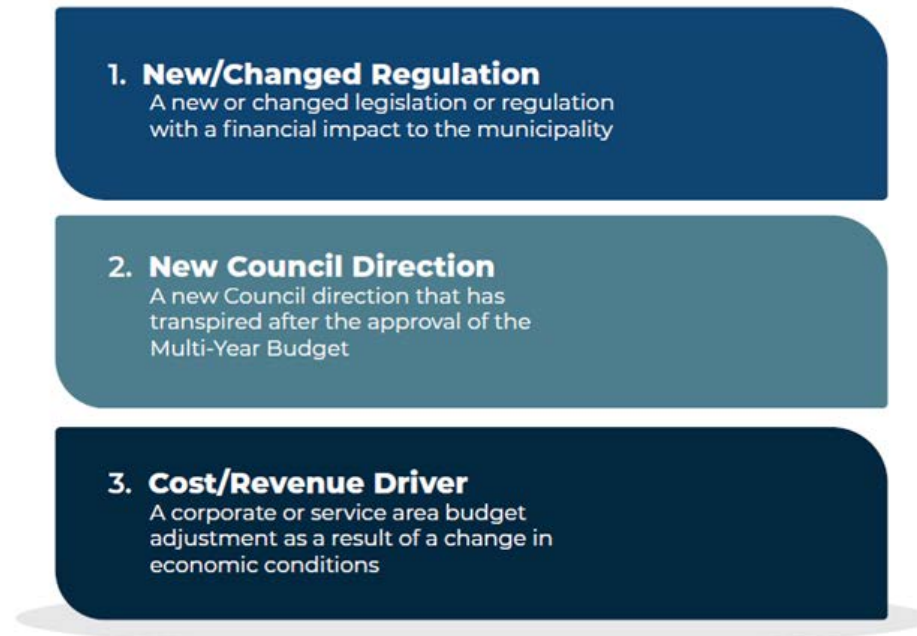 1. New/Changed Regulation
A new or changed legislation or regulation
with a financial impact to the municipality
2. New Council Direction
A new Council direction that has
transpired after the approval of the
Multi-Year Budget
3. Cost/Revenue Driver
A corporate or service area budget
adjustment as a result of a change in
economic conditions